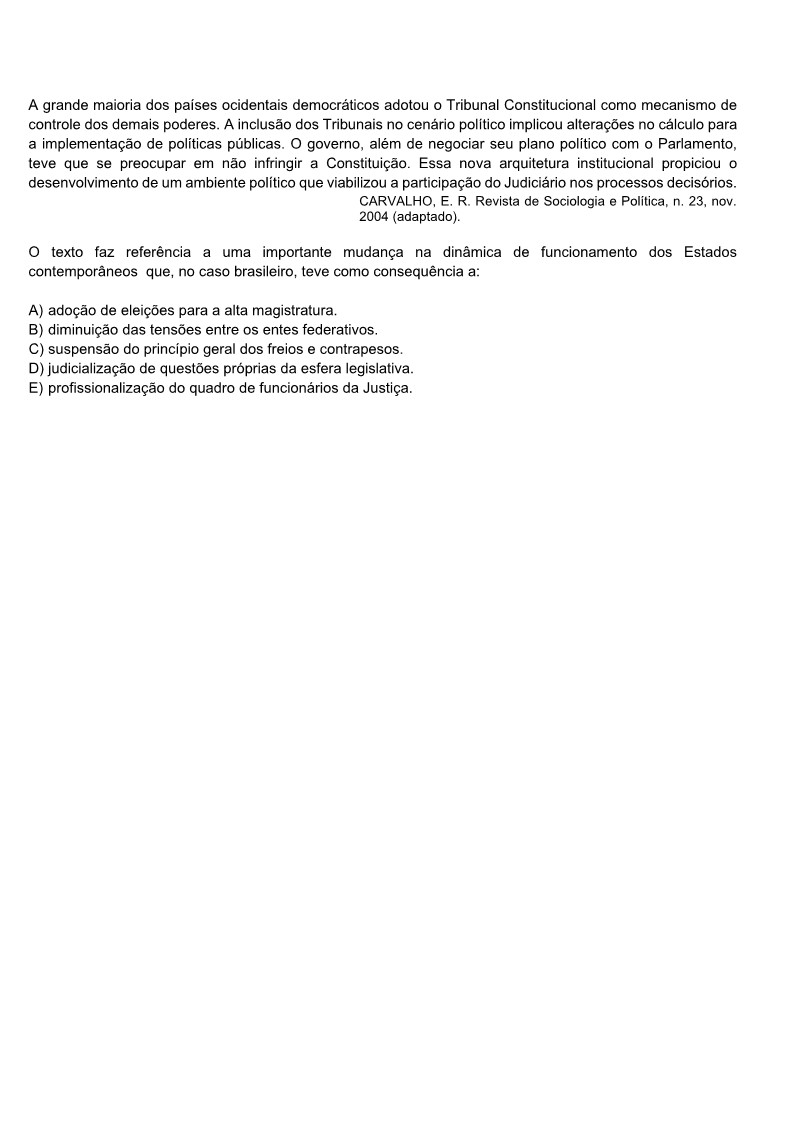 A grande maioria dos países ocidentais democráticos adotou o Tribunal Constitucional como mecanismo de
controle dos demais poderes. A inclusão dos Tribunais no cenário político implicou alterações no cálculo para
a implementação de políticas públicas. O governo, além de negociar seu plano político com o Parlamento,
teve que se preocupar em não infringir a Constituição. Essa nova arquitetura institucional propiciou o
desenvolvimento de um ambiente político que viabilizou a participação do Judiciário nos processos decisórios.
CARVALHO, E. R. Revista de Sociologia e Política, n. 23, nov.
2004 (adaptado).
O texto faz referência a uma importante mudança na dinâmica de funcionamento dos Estados
contemporâneos que, no caso brasileiro, teve como consequência a:
A) adoção de eleições para a alta magistratura.
B) diminuição das tensões entre os entes federativos.
C) suspensão do princípio geral dos freios e contrapesos.
D) judicialização de questões próprias da esfera legislativa.
E) profissionalização do quadro de funcionários da Justiça.